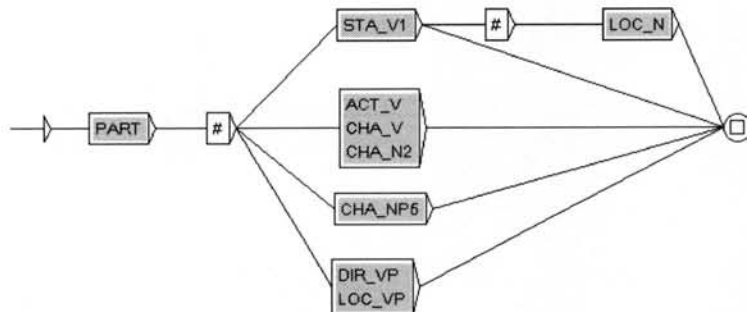 STA_V1 # LOC_N
PART # ACT_V
CHA_V
CHA_N2
CHA_NP5
DIR_VP
LOC_VP